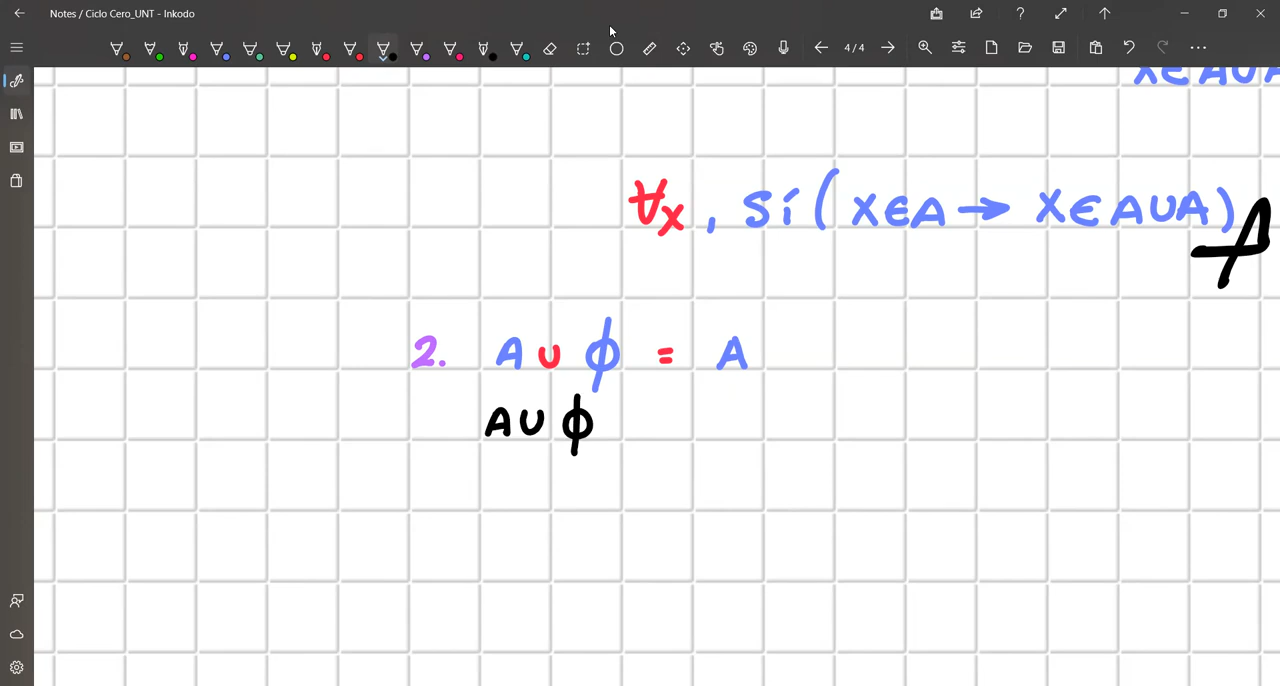 Notes / Ciclo Cero_UNT - Inkodo
4/4
x∈A∪A
∀x, Sí (x∈A → x∈A∪A)
2. A ∪ ϕ = A
A∪ϕ